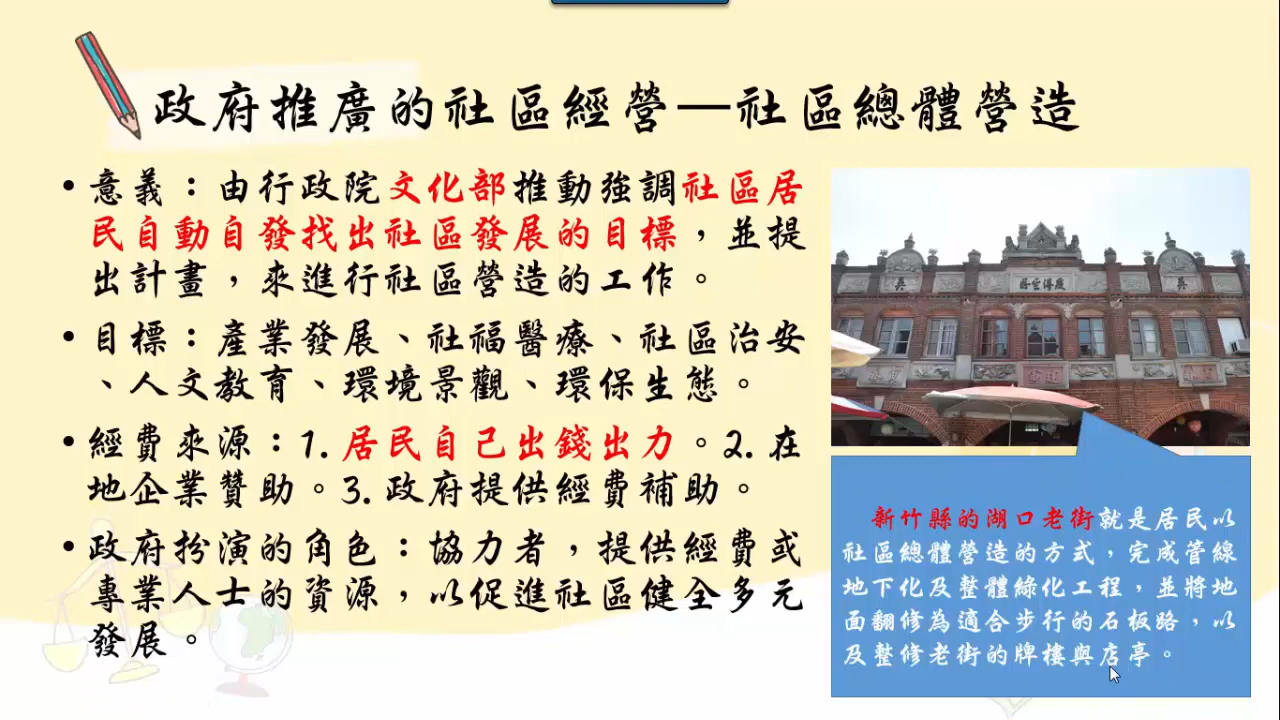 政府推廣的社區經營—社區總體營造
• 意義：由行政院文化部推動強調社區居
民自動自發找出社區發展的目標，並提
出計畫，來進行社區營造的工作。
• 目標：產業發展、社福醫療、社區治安
、人文教育、環境景觀、環保生態。
• 經費來源：1. 居民自己出錢出力。2. 在
地企業贊助。3. 政府提供經費補助。
• 政府扮演的角色：協力者，提供經費或
專業人士的資源，以促進社區健全多元
發展。
新竹縣的湖口老街就是居民以
社區總體營造的方式，完成管線
地下化及整體綠化工程，並將地
面翻修為適合步行的石板路，以
及整修老街的牌樓與店亭。